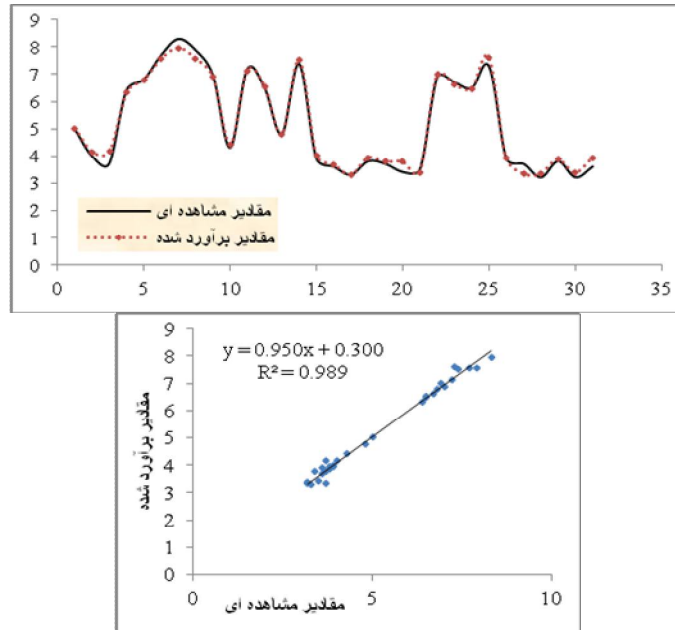 9
8
7
6
5
4
3
2
1
0
مقادیر مشاهده ای
مقادیر برآورد شده
0 5 10 15 20 25 30 35
9
8
7
6
5
4
3
2
1
0
y = 0.950x + 0.300
R² = 0.989
مقادیر برآورد شده
0 5 10
مقادیر مشاهده ای